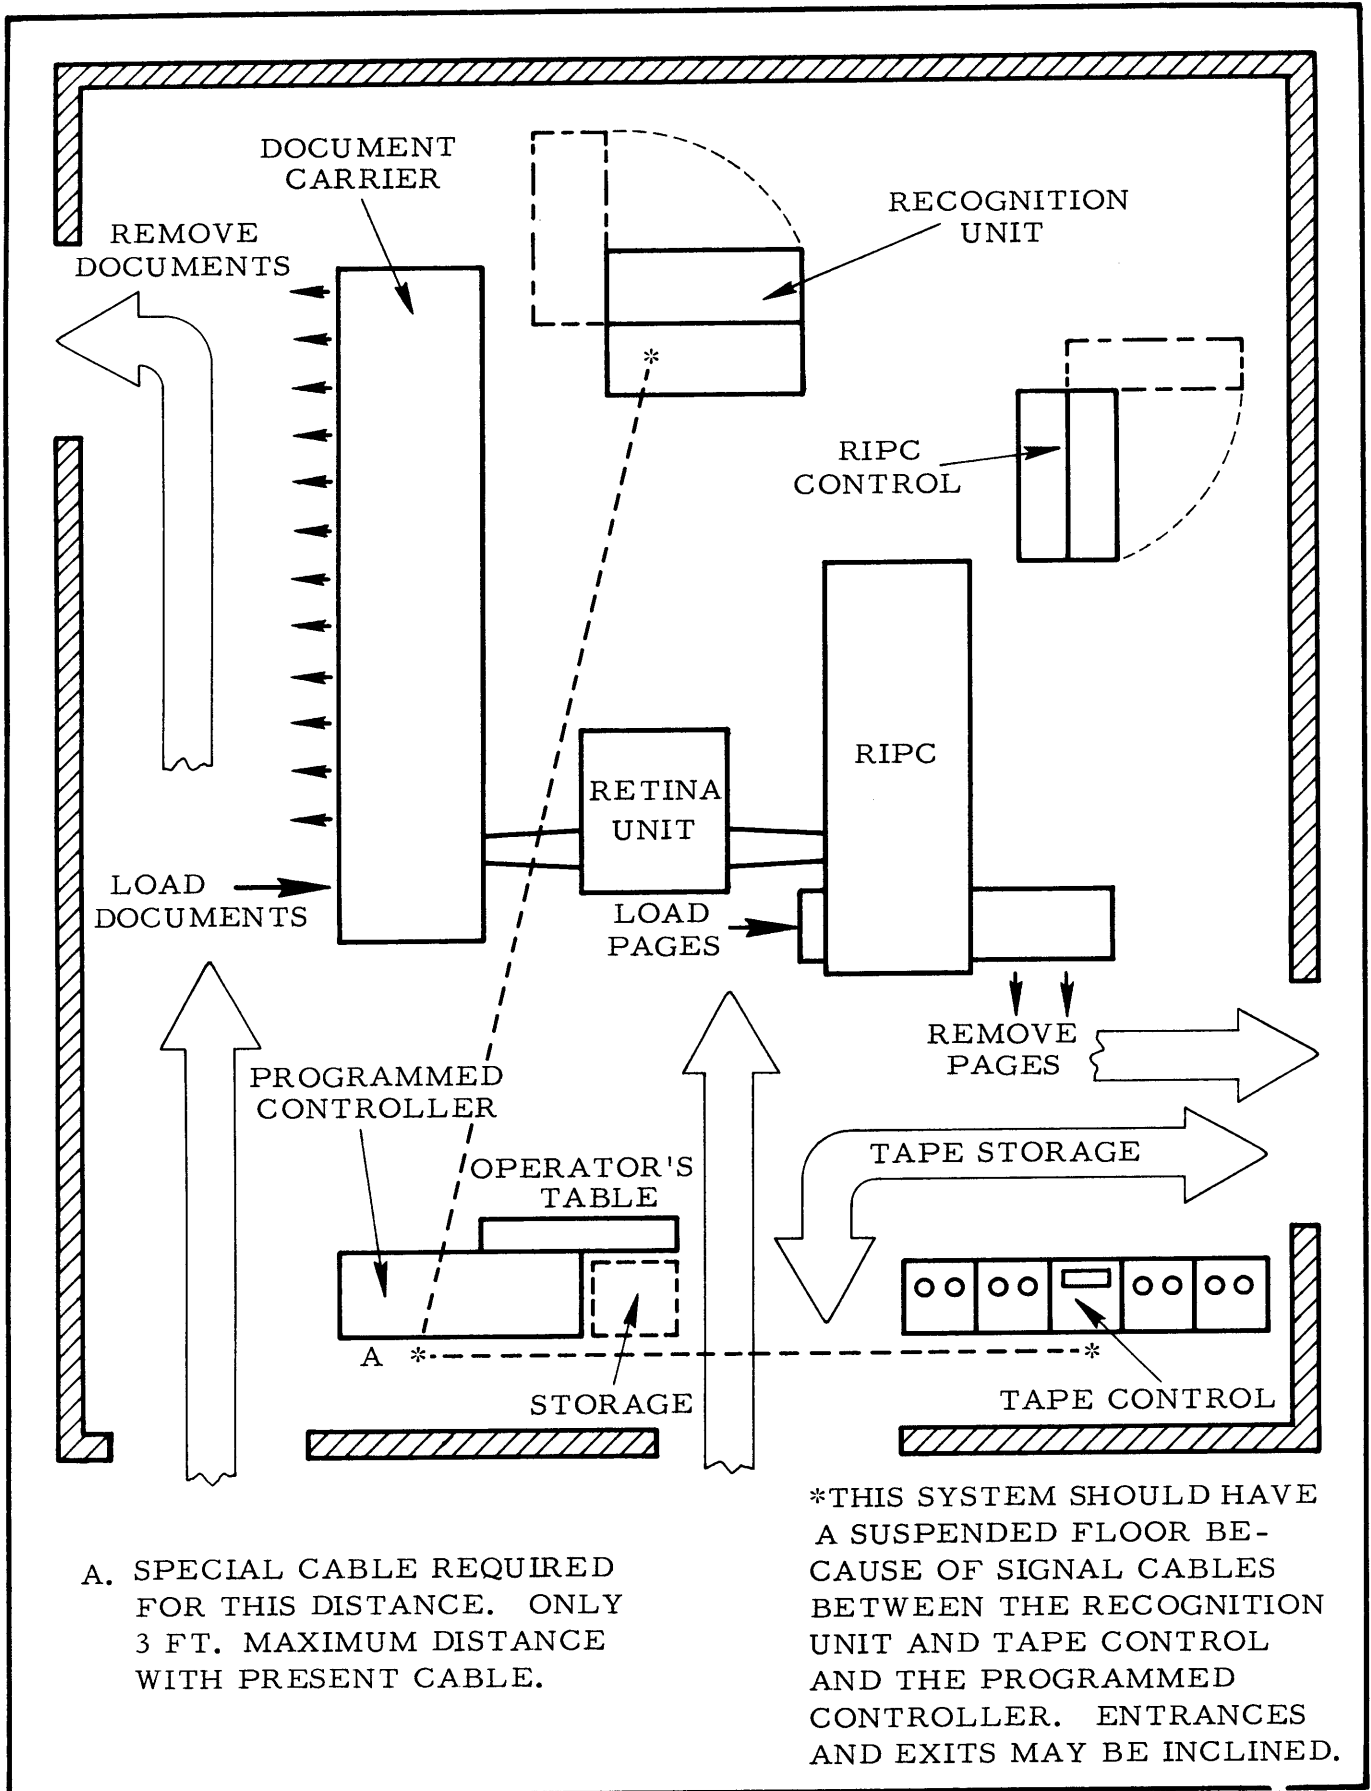 DOCUMENT
CARRIER
RECOGNITION
UNIT
REMOVE
DOCUMENTS
*
RIPC
CONTROL
RIPC
RETINA
UNIT
LOAD
DOCUMENTS
LOAD
PAGES
REMOVE
PAGES
PROGRAMMED
CONTROLLER
OPERATOR'S
TABLE
TAPE STORAGE
A * *
STORAGE
TAPE CONTROL
A. SPECIAL CABLE REQUIRED
FOR THIS DISTANCE. ONLY
3 FT. MAXIMUM DISTANCE
WITH PRESENT CABLE.
*THIS SYSTEM SHOULD HAVE
A SUSPENDED FLOOR BE-
CAUSE OF SIGNAL CABLES
BETWEEN THE RECOGNITION
UNIT AND TAPE CONTROL
AND THE PROGRAMMED
CONTROLLER. ENTRANCES
AND EXITS MAY BE INCLINED.